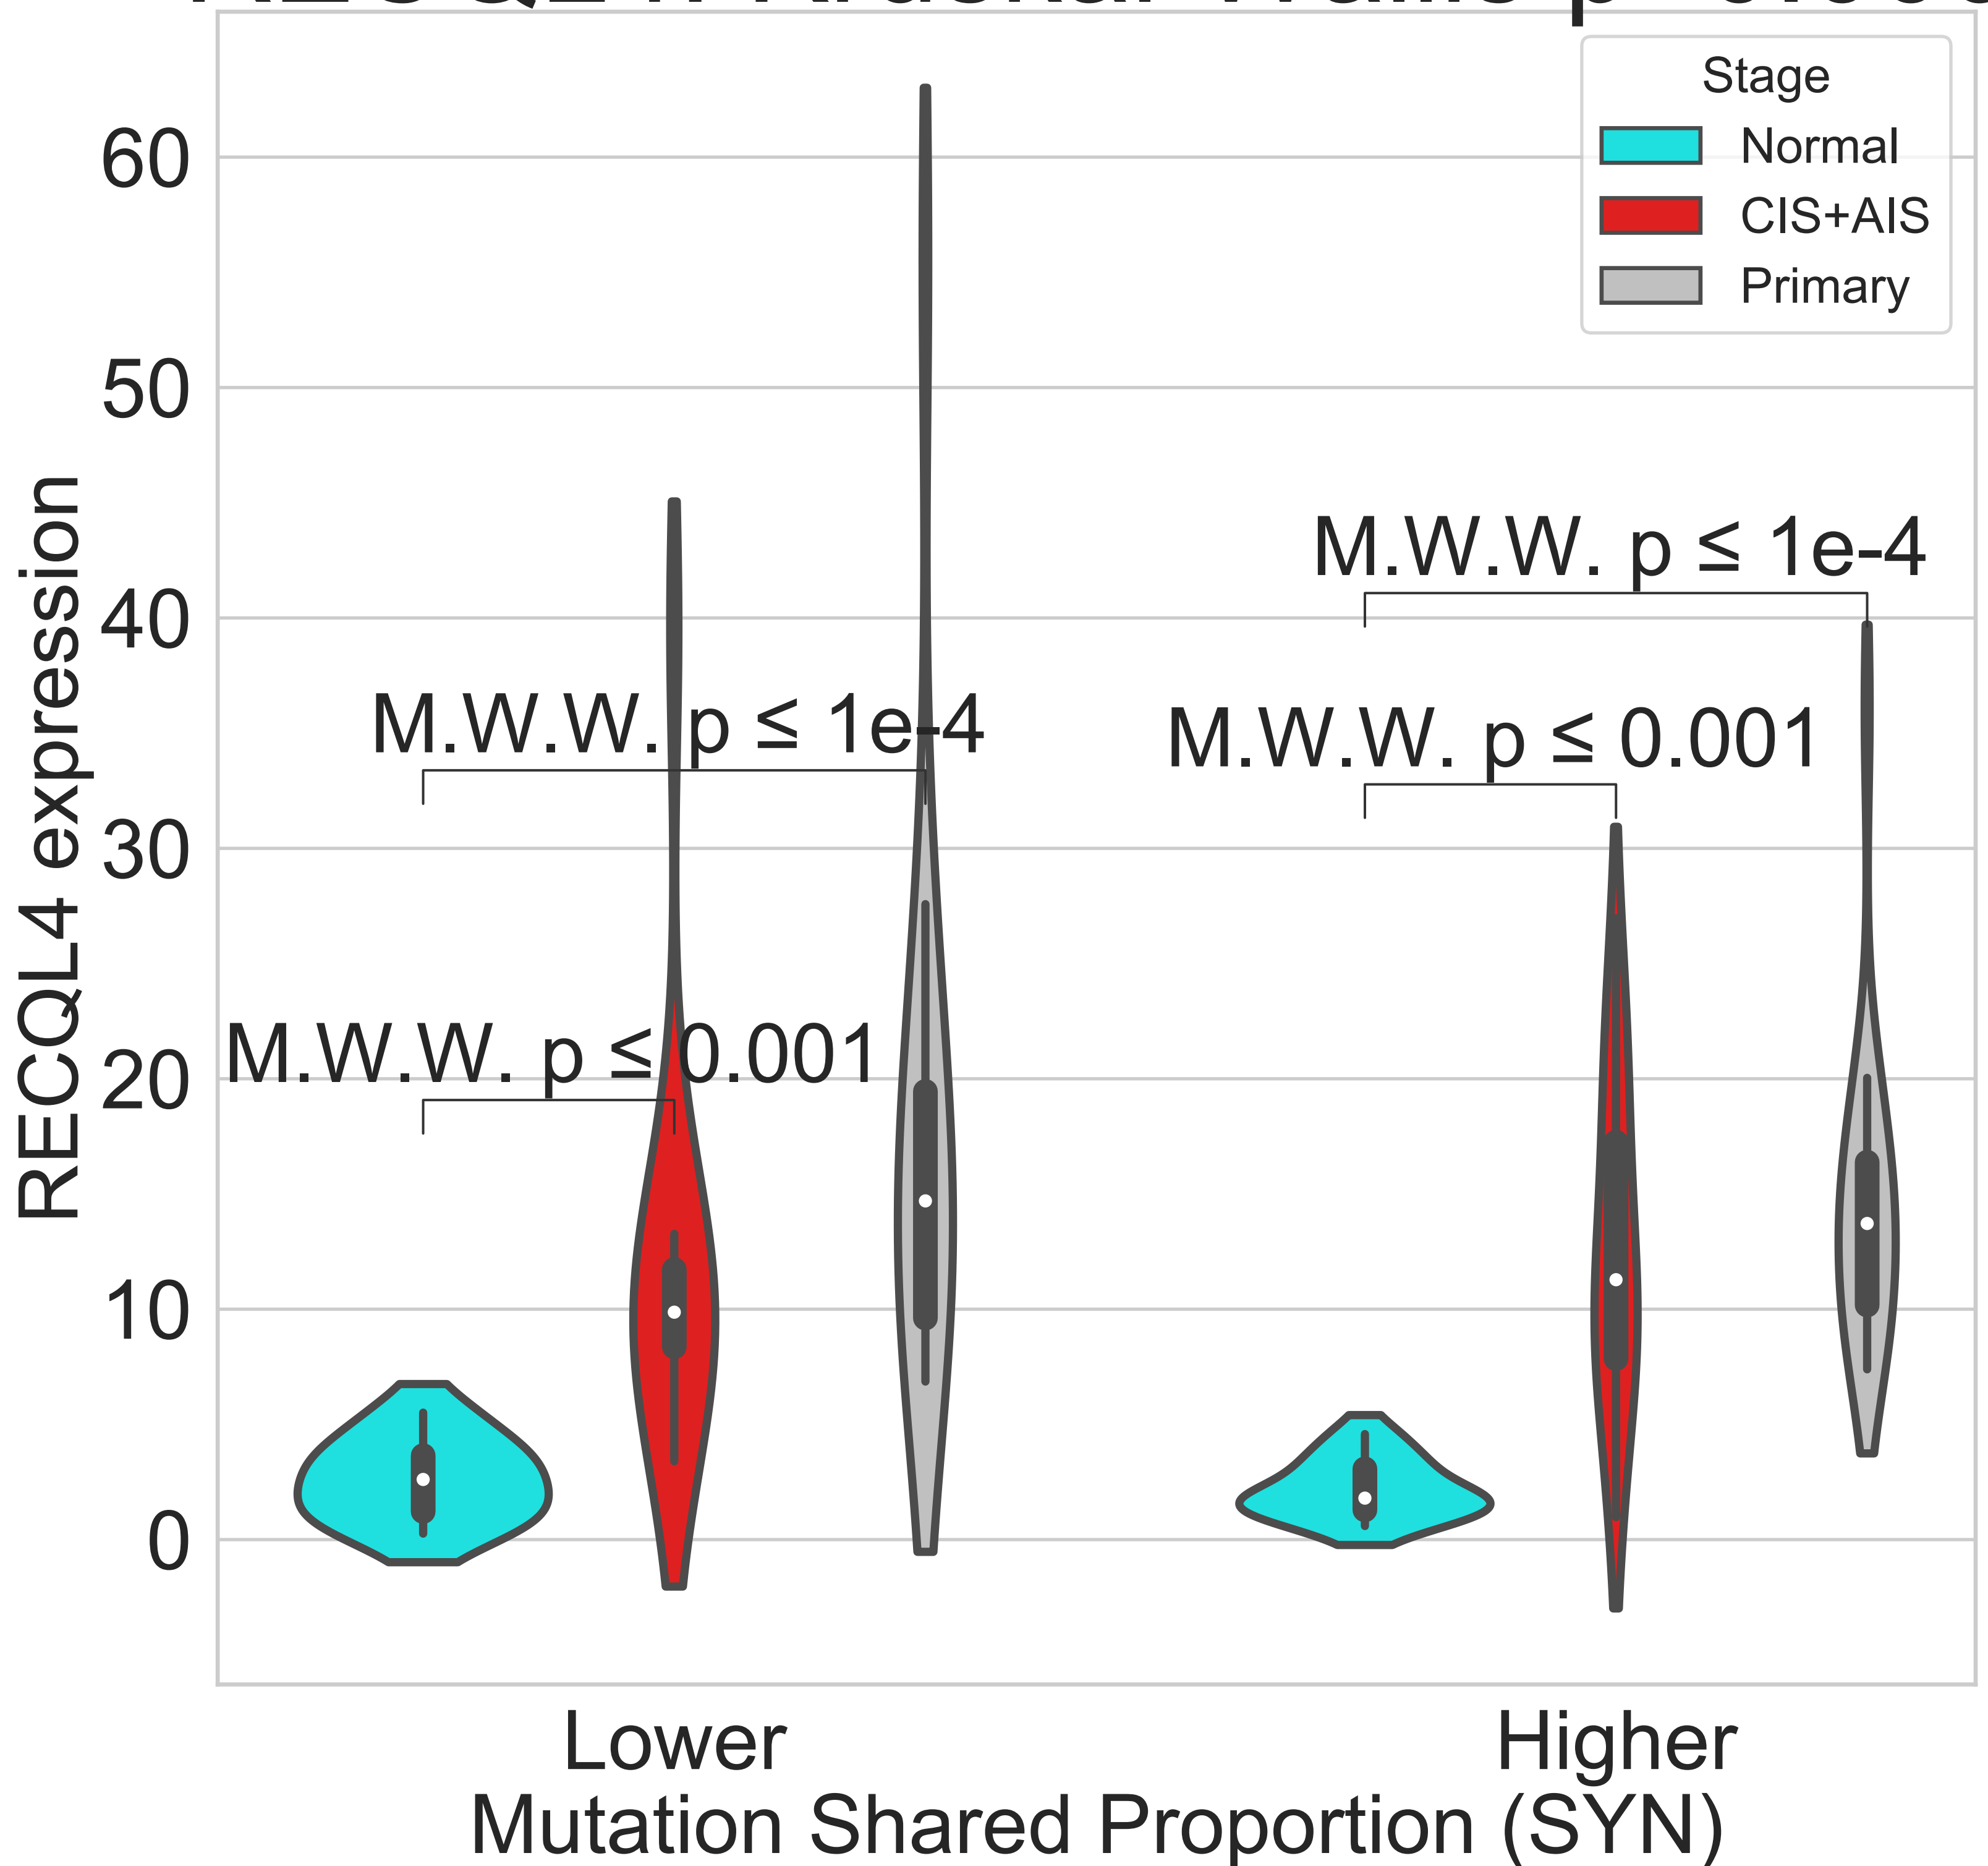 Stage
Normal
CIS+AIS
Primary
60
50
40
30
20
10
0
RECQL4 expression
M.W.W. p ≤ 1e-4
M.W.W. p ≤ 1e-4
M.W.W. p ≤ 0.001
M.W.W. p ≤ 0.001
Lower
Higher
Mutation Shared Proportion (SYN)